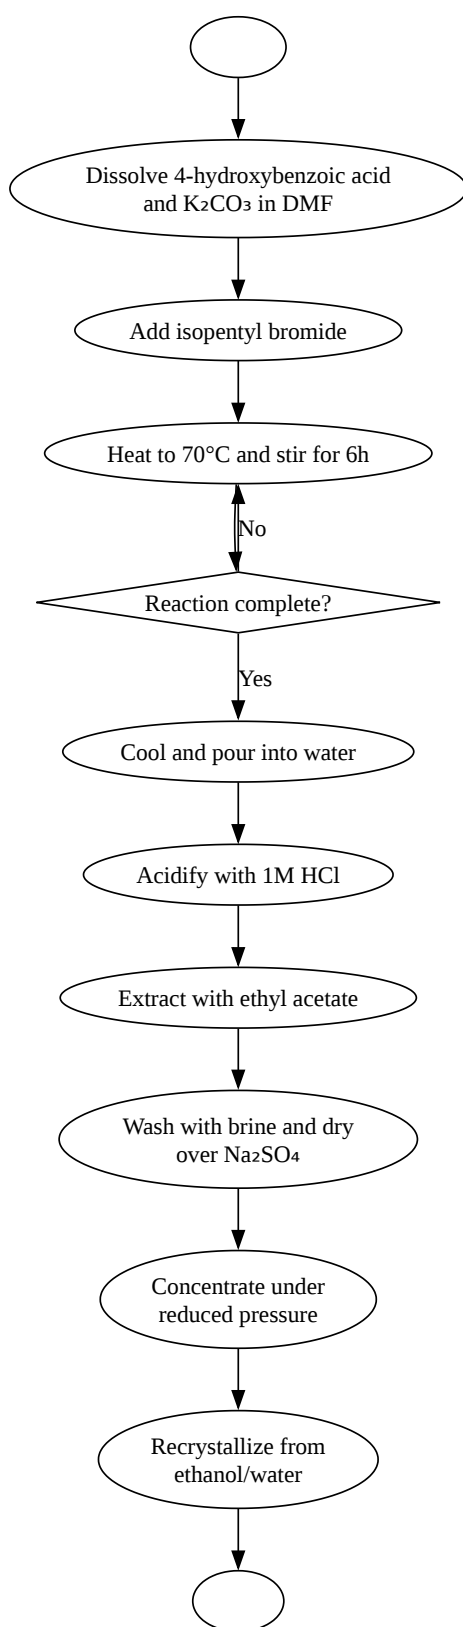 Dissolve 4-hydroxybenzoic acid
and K₂CO₃ in DMF
Add isopentyl bromide
Heat to 70°C and stir for 6h
No
Reaction complete?
Yes
Cool and pour into water
Acidify with 1M HCl
Extract with ethyl acetate
Wash with brine and dry
over Na₂SO₄
Concentrate under
reduced pressure
Recrystallize from
ethanol/water